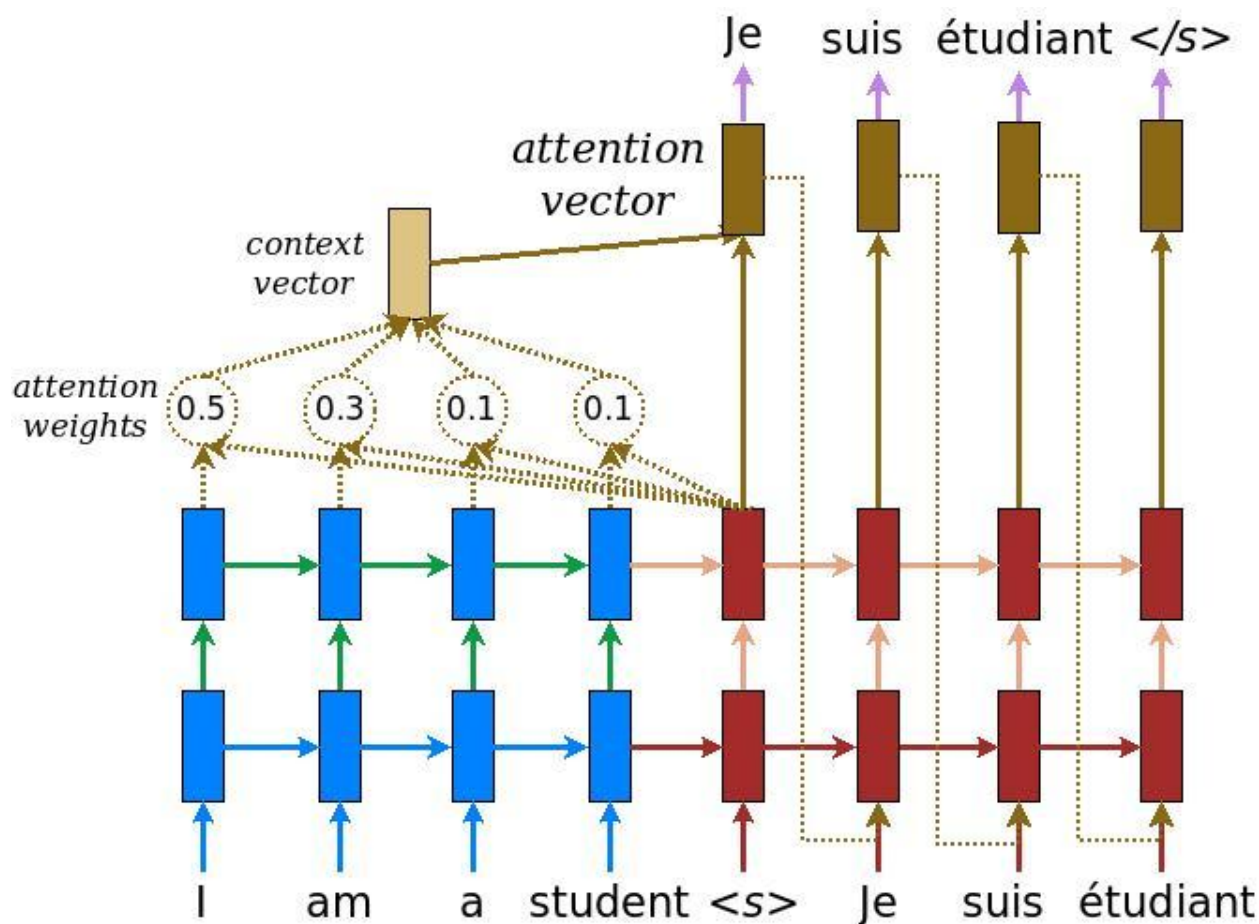 Je suis étudiant </s>
attention
vector
context
vector
attention
weights
0.5 0.3 0.1 0.1
I am a student <s> Je suis étudiant